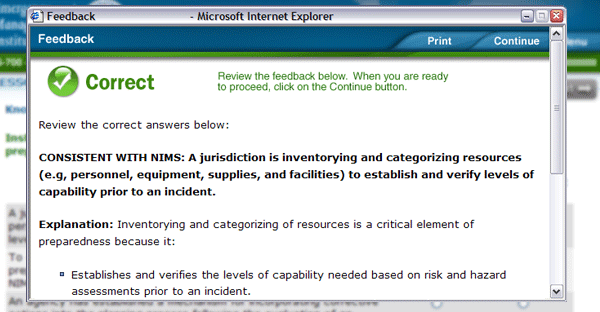 Feedback - Microsoft Internet Explorer
Feedback Print Continue
Correct
Review the feedback below. When you are ready
to proceed, click on the Continue button.
Review the correct answers below:
CONSISTENT WITH NIMS: A jurisdiction is inventorying and categorizing resources
(e.g, personnel, equipment, supplies, and facilities) to establish and verify levels of
capability prior to an incident.
Explanation: Inventorying and categorizing of resources is a critical element of
preparedness because it:
Establishes and verifies the levels of capability needed based on risk and hazard
assessments prior to an incident.